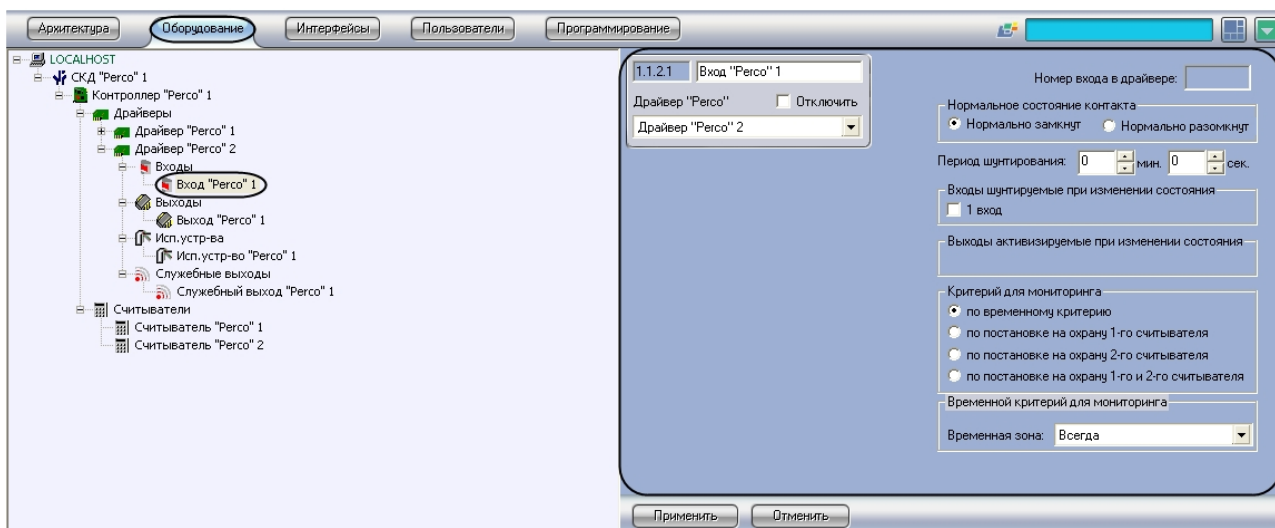 Архитектура Оборудование Интерфейсы Пользователи Программирование
LOCALHOST
СКД "Perco" 1
Контроллер "Perco" 1
Драйверы
Драйвер "Perco" 1
Драйвер "Perco" 2
Входы
Вход "Perco" 1
Выходы
Выход "Perco" 1
Исп.устр-ва
Исп.устр-во "Perco" 1
Служебные выходы
Служебный выход "Perco" 1
Считыватели
Считыватель "Perco" 1
Считыватель "Perco" 2
1.1.2.1 Вход "Perco" 1
Драйвер "Perco" Отключить
Драйвер "Perco" 2
Номер входа в драйвере:
Нормальное состояние контакта
Нормально замкнут Нормально разомкнут
Период шунтирования: 0 мин. 0 сек.
Входы шунтируемые при изменении состояния
1 вход
Выходы активизируемые при изменении состояния
Критерий для мониторинга
по временному критерию
по постановке на охрану 1-го считывателя
по постановке на охрану 2-го считывателя
по постановке на охрану 1-го и 2-го считывателя
Временной критерий для мониторинга
Временная зона: Всегда
Применить Отменить